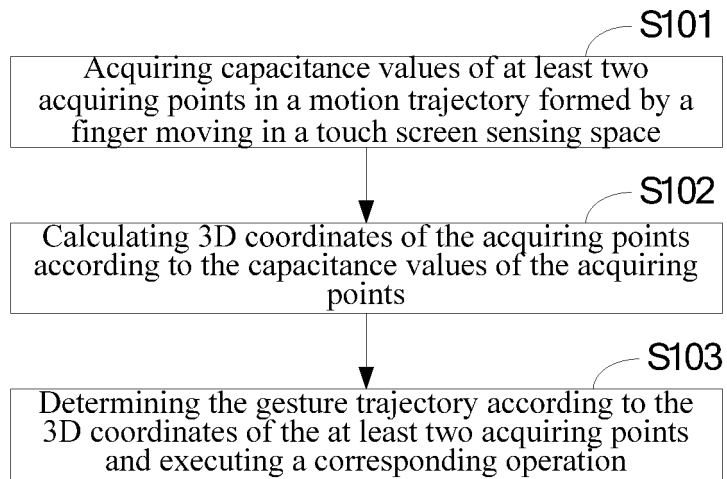 S101
Acquiring capacitance values of at least two
acquiring points in a motion trajectory formed by a
finger moving in a touch screen sensing space
S102
Calculating 3D coordinates of the acquiring points
according to the capacitance values of the acquiring
points
S103
Determining the gesture trajectory according to the
3D coordinates of the at least two acquiring points
and executing a corresponding operation